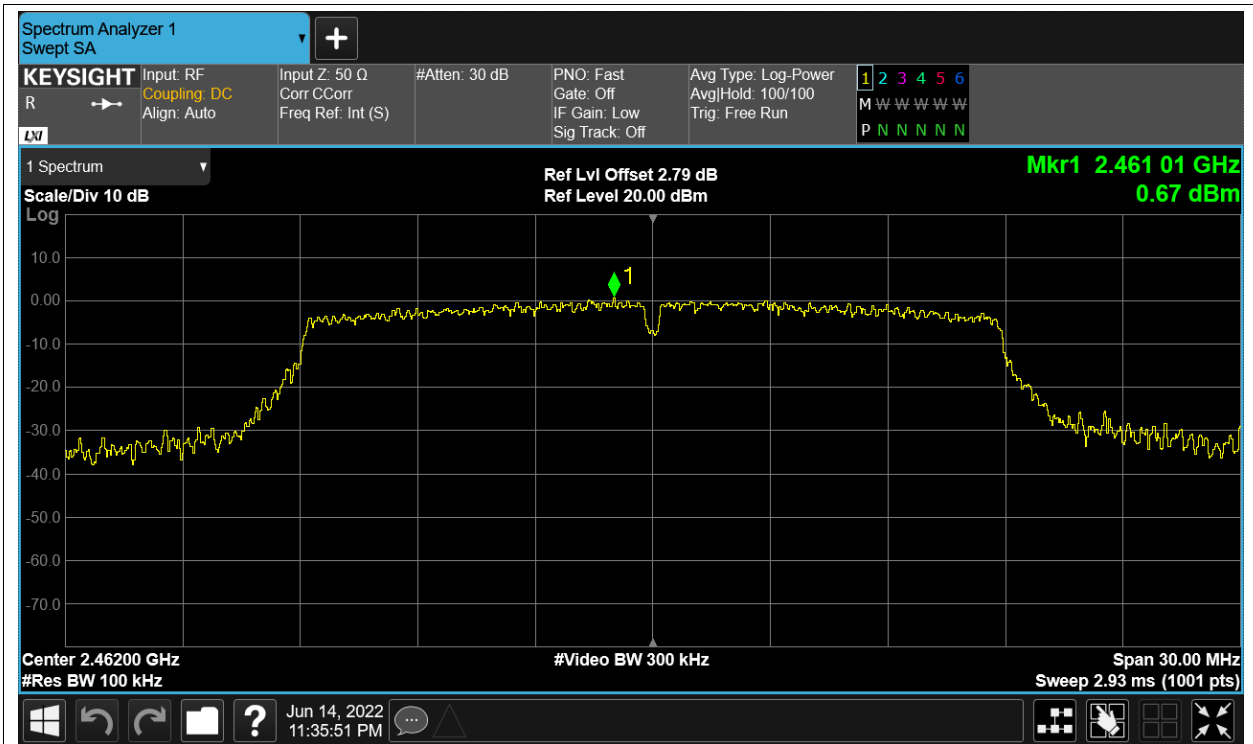 Spectrum Analyzer 1
Swept SA
KEYSIGHT
R
LXI
Input: RF
Coupling: DC
Align: Auto
Input Z: 50 Ω
Corr CCorr
Freq Ref: Int (S)
#Atten: 30 dB
PNO: Fast
Gate: Off
IF Gain: Low
Sig Track: Off
Avg Type: Log-Power
Avg|Hold: 100/100
Trig: Free Run
1 2 3 4 5 6
M W W W W W
P N N N N N
1 Spectrum
Scale/Div 10 dB
Ref Lvl Offset 2.79 dB
Ref Level 20.00 dBm
Mkr1 2.461 01 GHz
0.67 dBm
Log
10.0
0.00
-10.0
-20.0
-30.0
-40.0
-50.0
-60.0
-70.0
1
Center 2.46200 GHz
#Video BW 300 kHz
Span 30.00 MHz
#Res BW 100 kHz
Sweep 2.93 ms (1001 pts)
?
Jun 14, 2022
11:35:51 PM